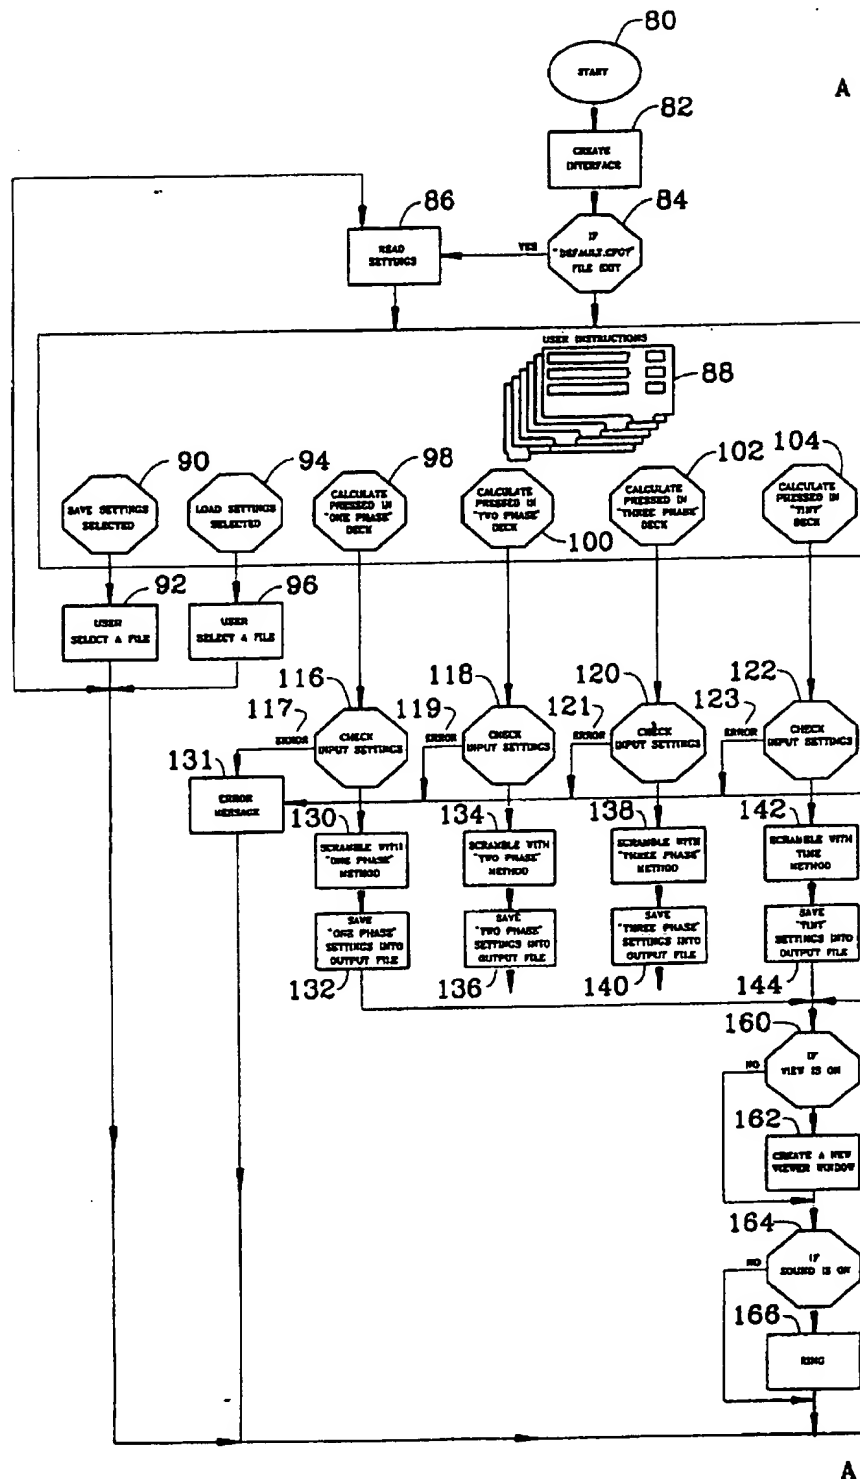 80
START
A
82
CREATE
INTERFACE
86
84
READ
SETTINGS
YES
IF
"DEFAULT.CFGT"
FILE EXIT
USER INSTRUCTIONS
88
90
94
98
102
104
SAVE SETTINGS
SELECTED
LOAD SETTINGS
SELECTED
CALCULATE
PRESSED IN
"ONE PHASE"
DECK
CALCULATE
PRESSED IN
"TWO PHASE"
DECK
CALCULATE
PRESSED IN
"THREE PHASE"
DECK
CALCULATE
PRESSED IN
"TINT"
DECK
100
92
96
USER
SELECT A FILE
USER
SELECT A FILE
116
118
120
122
117
119
121
123
ERROR
CHECK
INPUT SETTINGS
ERROR
CHECK
INPUT SETTINGS
ERROR
CHECK
INPUT SETTINGS
ERROR
CHECK
INPUT SETTINGS
131
ERROR
MESSAGE
130
134
138
142
SCRAMBLE WITH
"ONE PHASE"
METHOD
SCRAMBLE WITH
"TWO PHASE"
METHOD
SCRAMBLE WITH
"THREE PHASE"
METHOD
SCRAMBLE WITH
METHOD
SAVE
"ONE PHASE"
SETTINGS INTO
OUTPUT FILE
SAVE
"TWO PHASE"
SETTINGS INTO
OUTPUT FILE
SAVE
"THREE PHASE"
SETTINGS INTO
OUTPUT FILE
SAVE
"TINT"
SETTINGS INTO
OUTPUT FILE
132
136
140
144
160
NO
IF
VIEW IS ON
162
CREATE A NEW
VIEWER WINDOW
164
NO
IF
SOUND IS ON
166
RING
A